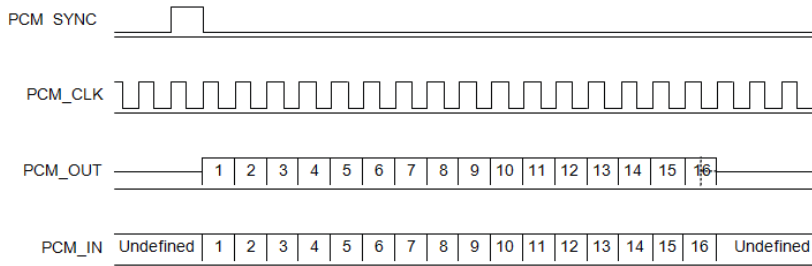 PCM SYNC
PCM_CLK
PCM_OUT 1 2 3 4 5 6 7 8 9 10 11 12 13 14 15 16
PCM_IN Undefined 1 2 3 4 5 6 7 8 9 10 11 12 13 14 15 16 Undefined